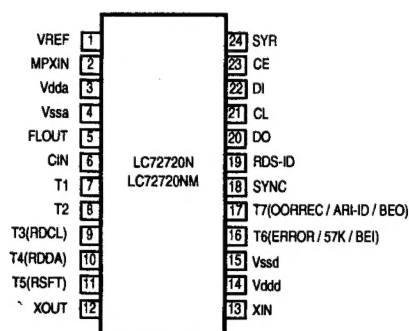 VREF 1
MPXIN 2
Vdda 3
Vssa 4
FLOUT 5
CIN 6
T1 7
T2 8
T3(RDCL) 9
T4(RDDA) 10
T5(RSFT) 11
XOUT 12
LC72720N
LC72720NM
24 SYR
23 CE
22 DI
21 CL
20 DO
19 RDS-ID
18 SYNC
17 T7(OORREC / ARI-ID / BEO)
16 T6(ERROR / 57K / BEI)
15 Vssd
14 Vddd
13 XIN